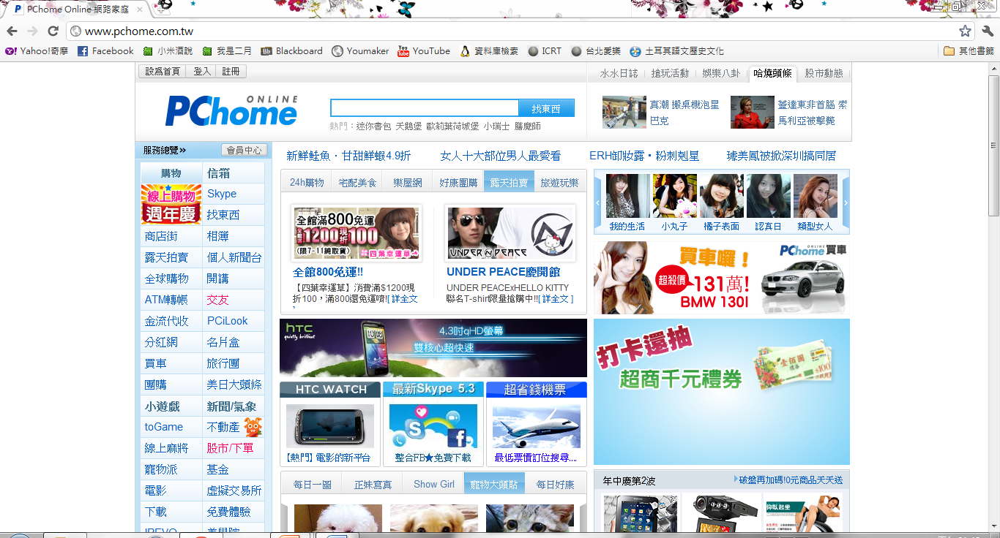 PChome Online 網路家庭
www.pchome.com.tw
Yahoo!奇摩 Facebook 小米酒說 我是二月 Blackboard Youmaker YouTube 資料庫檢索 ICRT 台北愛樂 土耳其語文歷史文化 其他書籤
設為首頁 登入 註冊
水水日誌 搶玩活動 娛樂八卦 哈燒頭條 股市動態
PChome ONLINE
找東西
熱門：迷你書包 天鵝堡 歐莉葉荷城堡 小瑞士 膳魔師
真潮 搬桌機泡星
巴克
蓋達東非首腦 索
馬利亞被擊斃
服務總覽 會員中心
新鮮鮭魚．甘甜鮮蝦4.9折 女人十大部位男人最愛看 ERH卸妝露‧粉刺剋星 璩美鳳被掀深圳搞同居
購物
線上購物
週年慶
商店街
露天拍賣
全球購物
ATM轉帳
金流代收
分紅網
買車
團購
小遊戲
toGame
線上麻將
寵物派
電影
下載
信箱
Skype
找東西
相簿
個人新聞台
開講
交友
PCiLook
名片盒
旅行團
美日大頭條
新聞/氣象
不動產
股市/下單
基金
虛擬交易所
免費體驗
24h購物 宅配美食 樂屋網 好康團購 露天拍賣 旅遊玩樂
全館滿800免運
全館滿1200現折100
(限7-11純取貨)
四葉幸運草
全館800免運!!
【四葉幸運草】消費滿$1200現
折100，滿800還免運唷![ 詳全文
]
UNDER PEACE
UNDER PEACE慶開館
UNDER PEACExHELLO KITTY
聯名T-shirt限量搶購中!![ 詳全文 ]
htc
quietly brilliant
4.3吋qHD螢幕
雙核心超快速
HTC WATCH
【熱門】電影的新平台
最新Skype 5.3
整合FB★免費下載
超省錢機票
最低票價訂位搜尋....
每日一圖 正妹寫真 Show Girl 寵物大頭貼 每日好康
我的生活 小丸子 橘子表面 認真日 類型女人
買車囉！
超殺價
131萬!
BMW 130I
PChome ONLINE 買車
打卡還抽
超商千元禮券
壹佰圓
禮券
$100
年中慶第2波 破盤再加碼!0元商品天天送
仰臥起坐